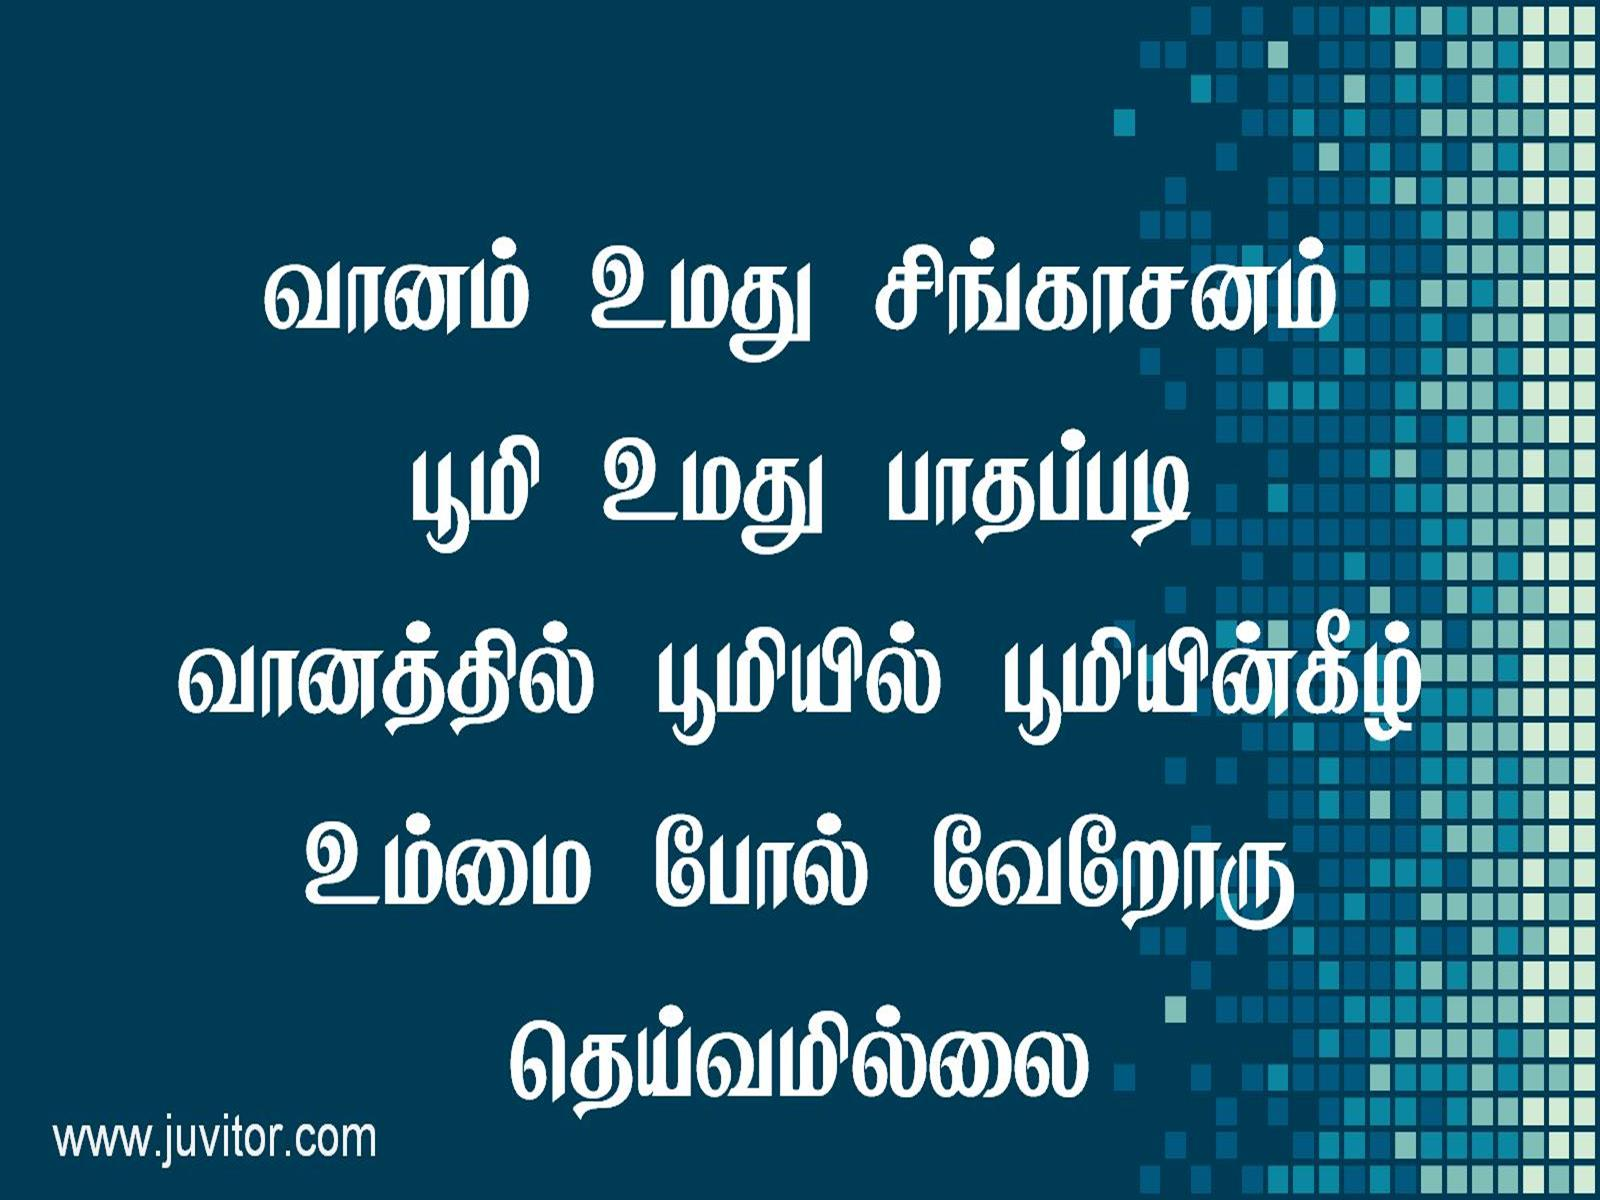 வானம் உமது சிங்காசனம்
பூமி உமது பாதப்படி
வானத்தில் பூமியில் பூமியின்கீழ்
உம்மை போல் வேறோரு
தெய்வமில்லை
www.juvitor.com